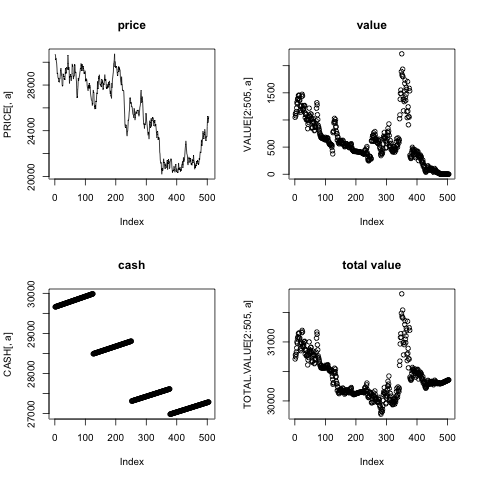 price
PRICE[, a]
20000 24000 28000
0 100 200 300 400 500
Index
value
VALUE[2:505, a]
0 500 1500
0 100 200 300 400 500
Index
cash
CASH[, a]
27000 28000 29000 30000
0 100 200 300 400 500
Index
total value
TOTAL.VALUE[2:505, a]
30000 31000
0 100 200 300 400 500
Index